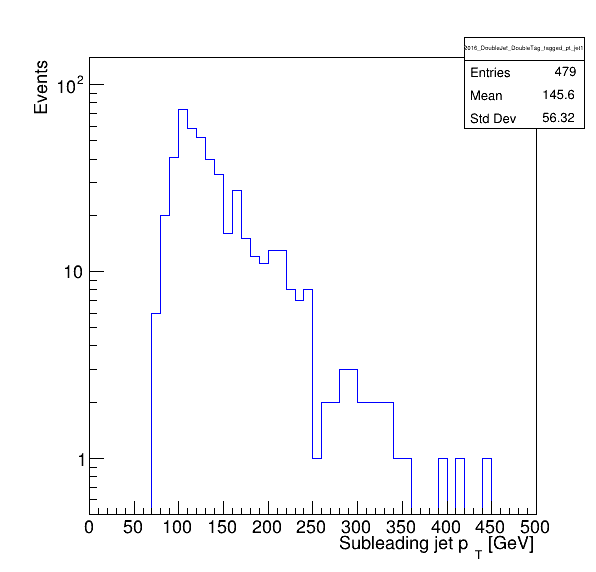 2016_DoubleJet_DoubleTag_tagged_pt_jet1
Entries 479
Mean 145.6
Std Dev 56.32
Events
10²
10
1
0 50 100 150 200 250 300 350 400 450 500
Subleading jet p_T [GeV]